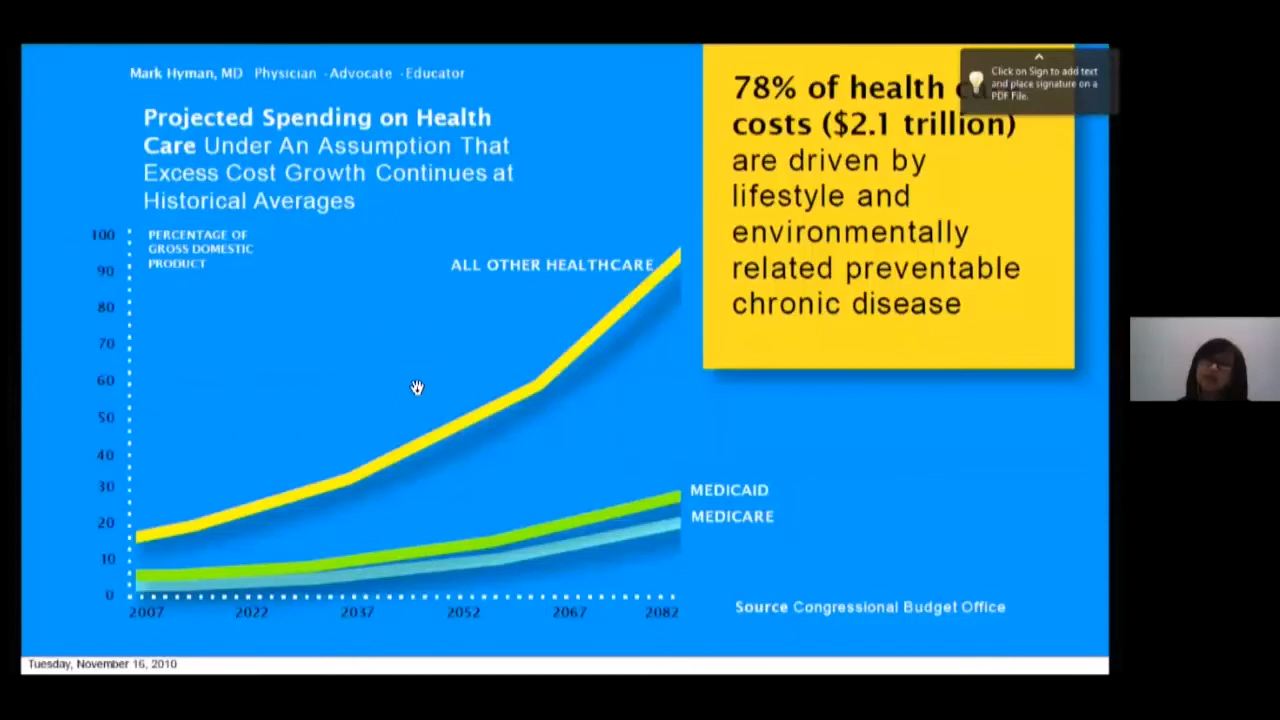 Mark Hyman, MD Physician · Advocate · Educator
Projected Spending on Health
Care Under An Assumption That
Excess Cost Growth Continues at
Historical Averages
78% of health
costs ($2.1 trillion)
are driven by
lifestyle and
environmentally
related preventable
chronic disease
Click on Sign to add text
and place signature on a
PDF File.
PERCENTAGE OF
GROSS DOMESTIC
PRODUCT
100
90
80
70
60
50
40
30
20
10
0
ALL OTHER HEALTHCARE
MEDICAID
MEDICARE
2007 2022 2037 2052 2067 2082
Source Congressional Budget Office
Tuesday, November 16, 2010